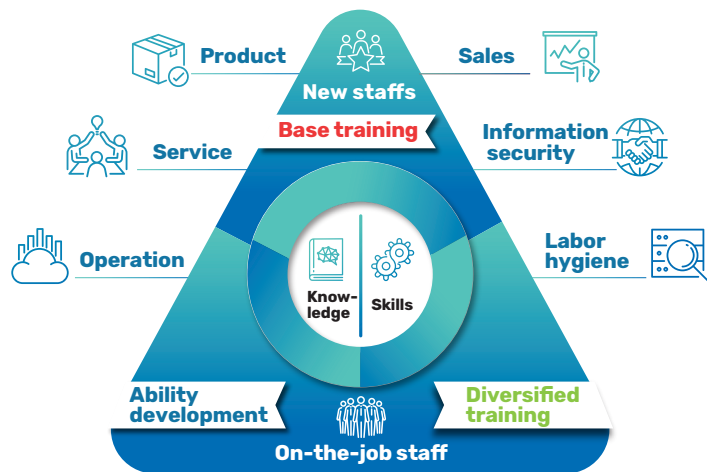 Product
Sales
New staffs
Base training
Service
Information
security
Operation
Labor
hygiene
Know-
ledge
Skills
Ability
development
Diversified
training
On-the-job staff